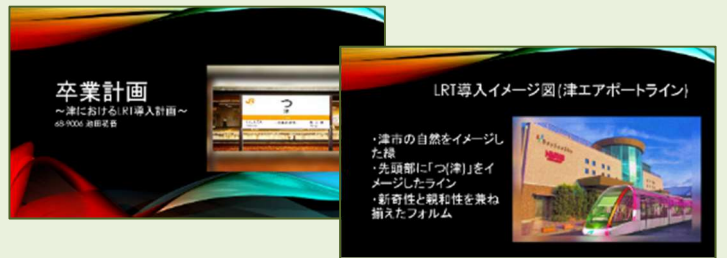 卒業計画
～津におけるLRT導入計画～
つ
津
LRT導入イメージ図{津エアポートライン}
・津市の自然をイメージし
た緑
・先頭部に「つ(津)」をイ
メージしたライン
・新奇性と親和性を兼ね
揃えたフォルム